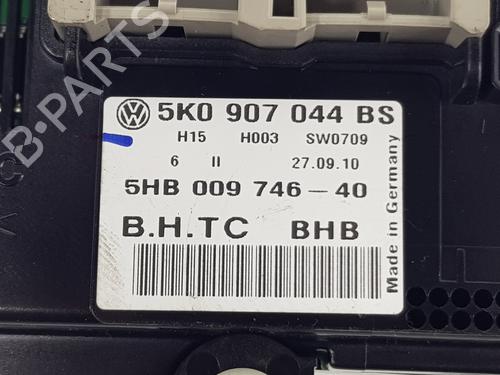 5K0 907 044 BS
H15 H003 SW0709
6 II 27.09.10
5HB 009 746-40
B.H.TC BHB
Made in Germany
B-Parts